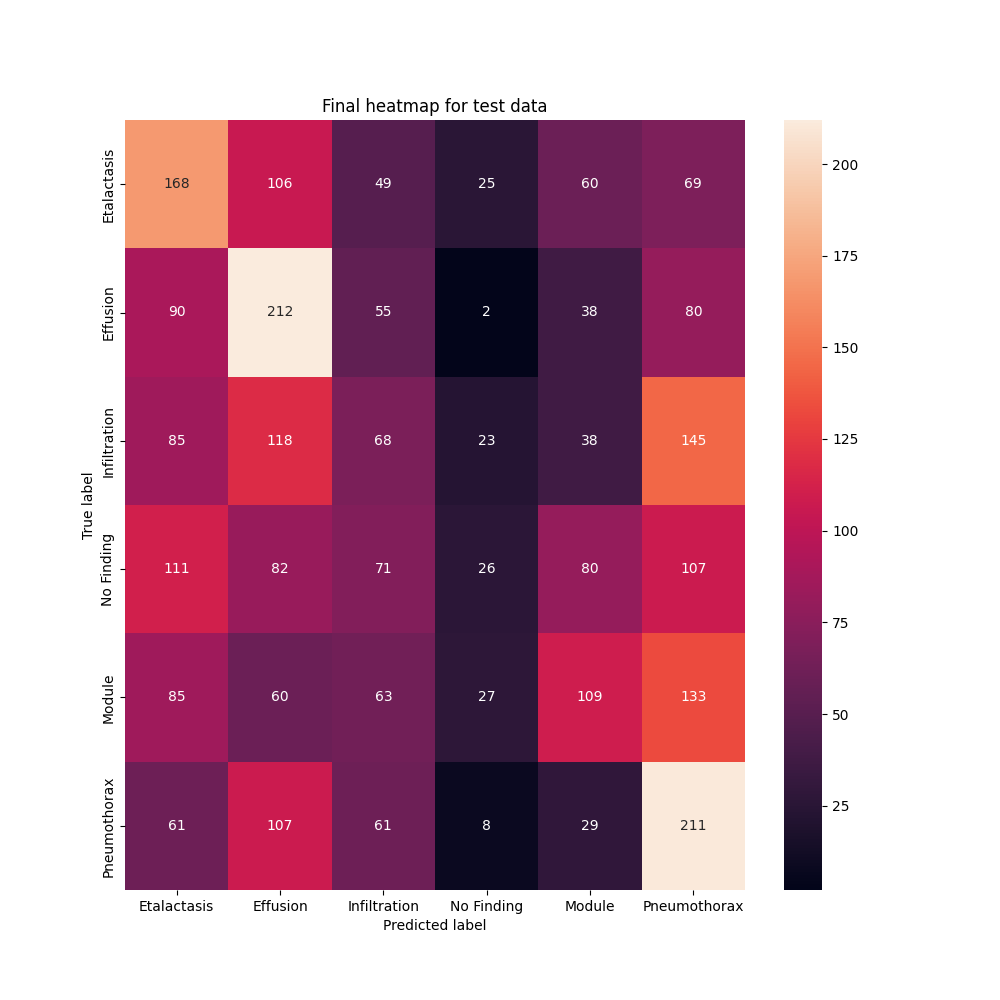 Final heatmap for test data
True label
Etalactasis 168 106 49 25 60 69
Effusion 90 212 55 2 38 80
Infiltration 85 118 68 23 38 145
No Finding 111 82 71 26 80 107
Module 85 60 63 27 109 133
Pneumothorax 61 107 61 8 29 211
Etalactasis Effusion Infiltration No Finding Module Pneumothorax
Predicted label
200
175
150
125
100
75
50
25